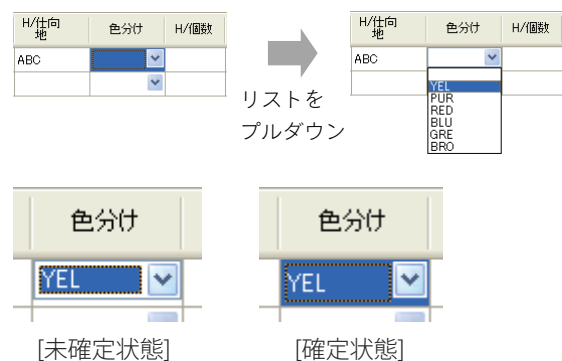 H/仕向地 色分け H/個数
ABC
リストを
プルダウン
H/仕向地 色分け H/個数
ABC
YEL
PUR
RED
BLU
GRE
BRO
色分け
YEL
[未確定状態]
色分け
YEL
[確定状態]